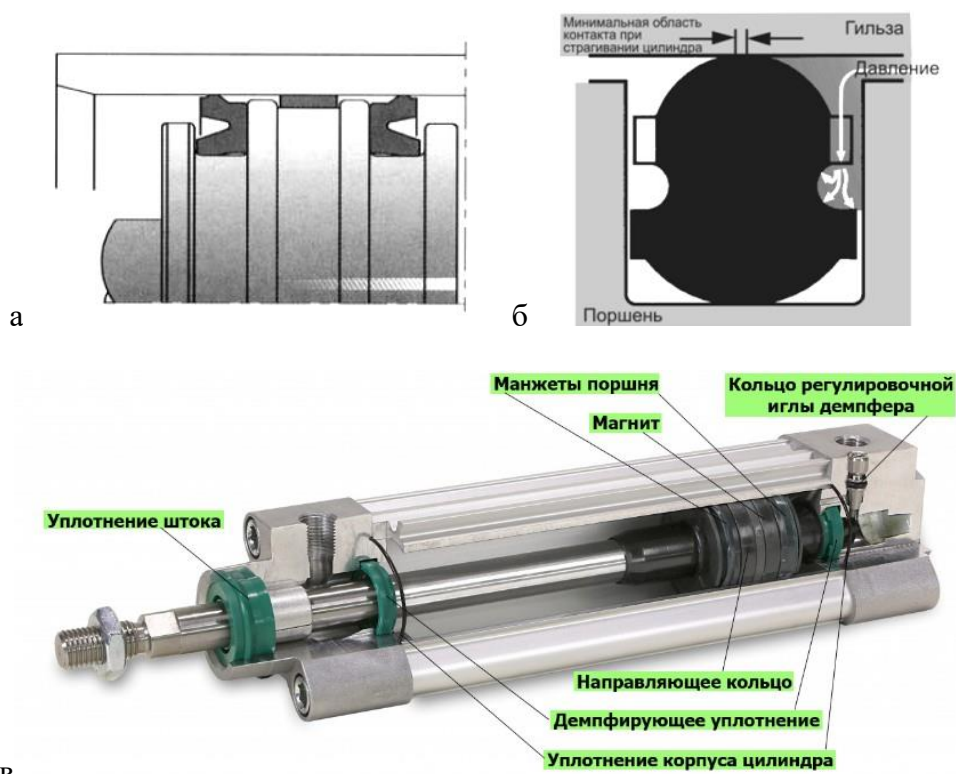 Минимальная область
контакта при
страгивании цилиндра
Гильза
Давление
Поршень
а
б
Манжеты поршня
Магнит
Кольцо регулировочной
иглы демпфера
Уплотнение штока
Направляющее кольцо
Демпфирующее уплотнение
Уплотнение корпуса цилиндра
в